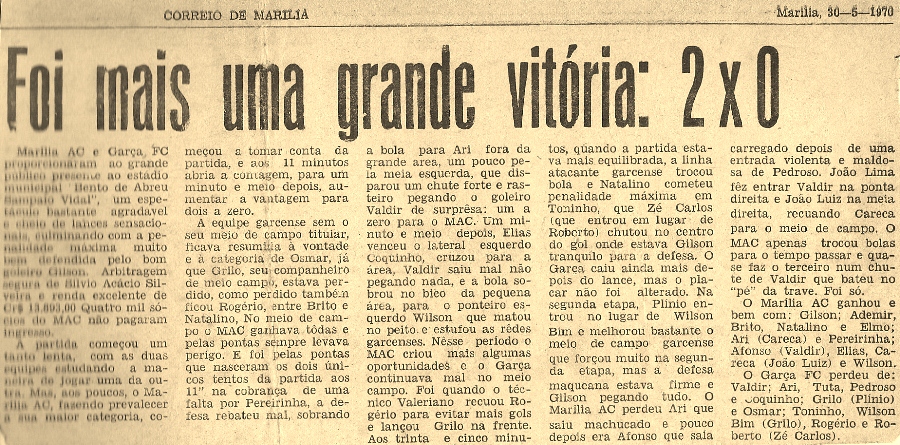 CORREIO DE MARILIA
Marília, 30—5—1970
Foi mais uma grande vitória: 2 x 0
Marília AC e Garça, FC
proporcionaram ao grande
público presente ao estádio
municipal "Bento de Abreu
Sampaio Vidal", um espe-
táculo bastante agradavel
e cheio de lances sensacio-
nais, contando com a pe-
nalidade máxima muito
bem defendida pelo bom
goleiro Gilson. Arbitragem
segura de Silvio Acácio Sil-
veira e renda excelente de
Cr$ 13.693,00 Quatro mil só-
cios do MAC não pagaram
ingresso.
A partida começou um
tanto lenta, com as duas
equipes estudando a ma-
neira de jogar uma da ou-
tra. Mas, aos poucos, o Ma-
rília AC, fazendo prevalecer
sua maior categoria, co-
meçou a tomar conta da
partida, e aos 11 minutos
abria a contagem, para um
minuto e meio depois, au-
mentar a vantagem para
dois a zero.
A equipe garcense sem o
seu meio de campo titular,
ficava resumida à vontade
e à categoria de Osmar, já
que Grilo, seu companheiro
de meio campo, estava per-
dido, como perdido também
ficou Rogério, entre Brito e
Natalino, No meio de cam-
po o MAC ganhava tôdas e
pelas pontas sempre levava
perigo. E foi pelas pontas
que nasceram os dois úni-
cos tentos da partida aos
11" na cobrança de uma
falta por Pereirinha, a de-
fesa rebateu mal, sobrando
a bola para Ari fora da
grande area, um pouco pe-
la meia esquerda, que dis-
parou um chute forte e ras-
teiro pegando o goleiro
Valdir de surprêsa: um a
zero para o MAC. Um mi-
nuto e meio depois, Elias
venceu o lateral esquerdo
Coquinho, cruzou para a
área, Valdir saiu mal não
pegando nada, e a bola so-
brou no bico da pequena
área, para o ponteiro es-
querdo Wilson que matou
no peito e estufou as rêdes
garcenses. Nêsse período o
MAC criou mais algumas
oportunidades e o Garça
continuava mal no meio
campo. Foi quando o téc-
nico Valeriano recuou Ro-
gério para evitar mais gols
e lançou Grilo na frente.
Aos trinta e cinco minu-
tos, quando a partida esta-
va mais equilibrada, a linha
atacante garcense trocou
bola e Natalino cometeu
penalidade máxima em
Toninho, que Zé Carlos
(que entrou em lugar de
Roberto) chutou no centro
do gol onde estava Gilson
tranquilo para a defesa. O
Garça caiu ainda mais de-
pois do lance, mas o pla-
car não foi alterado. Na
segunda etapa, Plinio en-
trou no lugar de Wilson
Bim e melhorou bastante o
meio de campo garcense
que forçou muito na segun-
da etapa, mas a defesa
maqueana estava firme e
Gilson pegando tudo. O
Marília AC perdeu Ari que
saiu machucado e pouco
depois era Afonso que saia
carregado depois de uma
entrada violenta e maldo-
sa de Pedroso. João Lima
fêz entrar Valdir na ponta
direita e João Luiz na meia
direita, recuando Careca
para o meio de campo. O
MAC apenas trocou bolas
para o tempo passar e qua-
se faz o terceiro num chu-
te de Valdir que bateu no
"pé" da trave. Foi só.
O Marília AC ganhou e
bem com: Gilson; Ademir,
Brito, Natalino e Elmo;
Ari (Careca) e Pereirinha;
Afonso (Valdir), Elias, Ca-
reca (João Luiz) e Wilson.
O Garça FC perdeu de:
Valdir; Ari, Tuta, Pedroso
e Coquinho; Grilo (Plinio)
e Osmar; Toninho, Wilson
Bim (Grilo), Rogério e Ro-
berto (Zé Carlos).